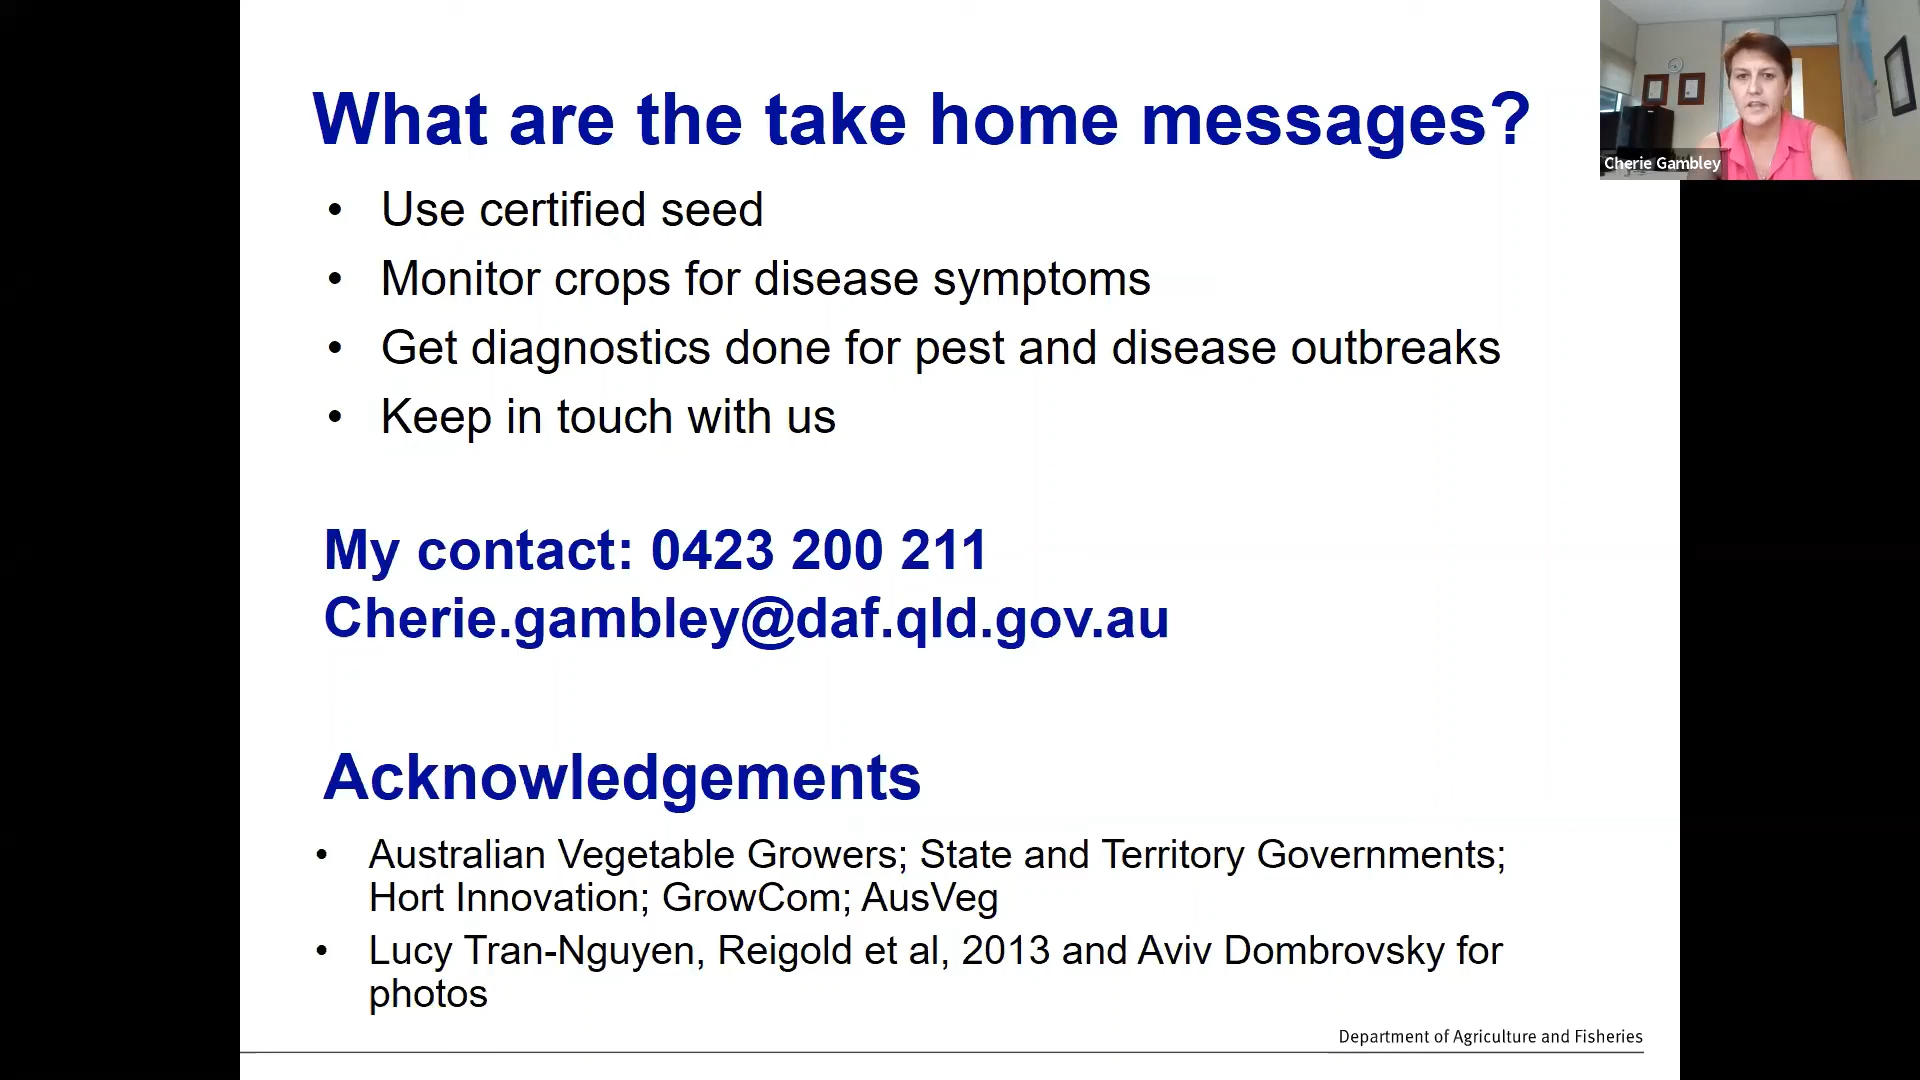 What are the take home messages?
• Use certified seed
• Monitor crops for disease symptoms
• Get diagnostics done for pest and disease outbreaks
• Keep in touch with us
My contact: 0423 200 211
Cherie.gambley@daf.qld.gov.au
Acknowledgements
• Australian Vegetable Growers; State and Territory Governments;
Hort Innovation; GrowCom; AusVeg
• Lucy Tran-Nguyen, Reigold et al, 2013 and Aviv Dombrovsky for
photos
Department of Agriculture and Fisheries
Cherie Gambley